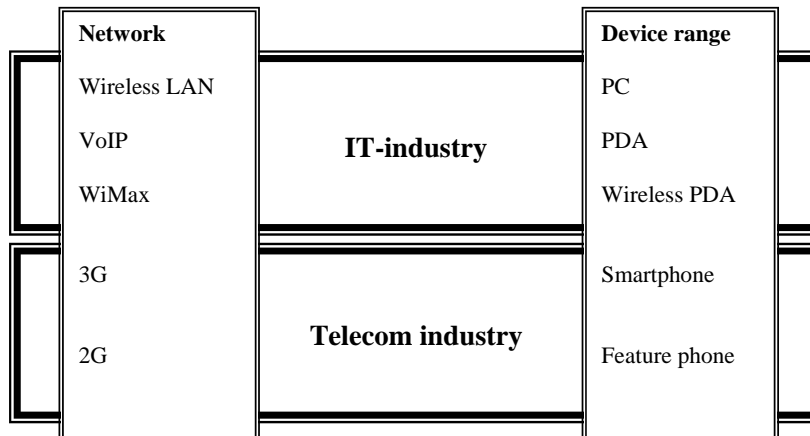 Network
Wireless LAN
VoIP
WiMax
3G
2G
IT-industry
Telecom industry
Device range
PC
PDA
Wireless PDA
Smartphone
Feature phone